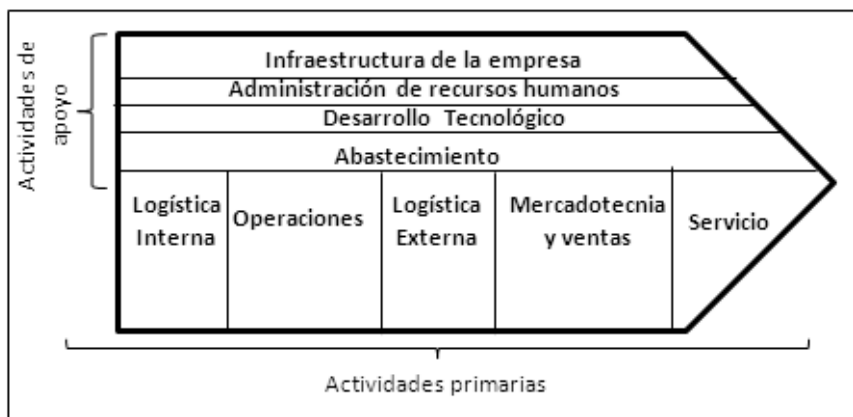 Actividades de
apoyo
Infraestructura de la empresa
Administración de recursos humanos
Desarrollo Tecnológico
Abastecimiento
Logística
Interna
Operaciones
Logística
Externa
Mercadotecnia
y ventas
Servicio
Actividades primarias